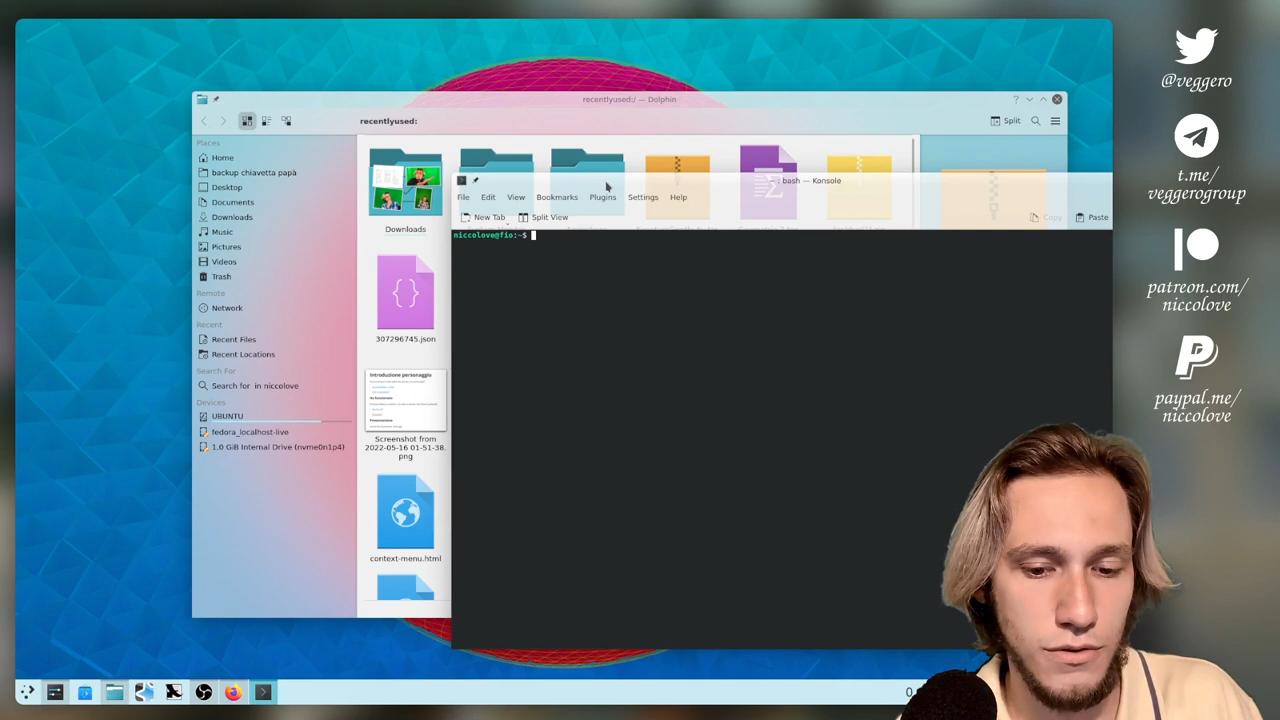 recentlyused:/ — Dolphin
recentlyused:
Split
Places
Home
backup chiavetta papà
Desktop
Documents
Downloads
Music
Pictures
Videos
Trash
Remote
Network
Recent
Recent Files
Recent Locations
Search For
Search for in niccolove
Devices
UBUNTU
fedora_localhost-live
1.0 GiB Internal Drive (nvme0n1p4)
Downloads
307296745.json
Introduzione personaggio
Screenshot from
2022-05-16 01-51-38.
png
context-menu.html
: bash — Konsole
File Edit View Bookmarks Plugins Settings Help
New Tab Split View Copy Paste
niccolove@fio:~$
@veggero
t.me/
veggerogroup
patreon.com/
niccolove
paypal.me/
niccolove